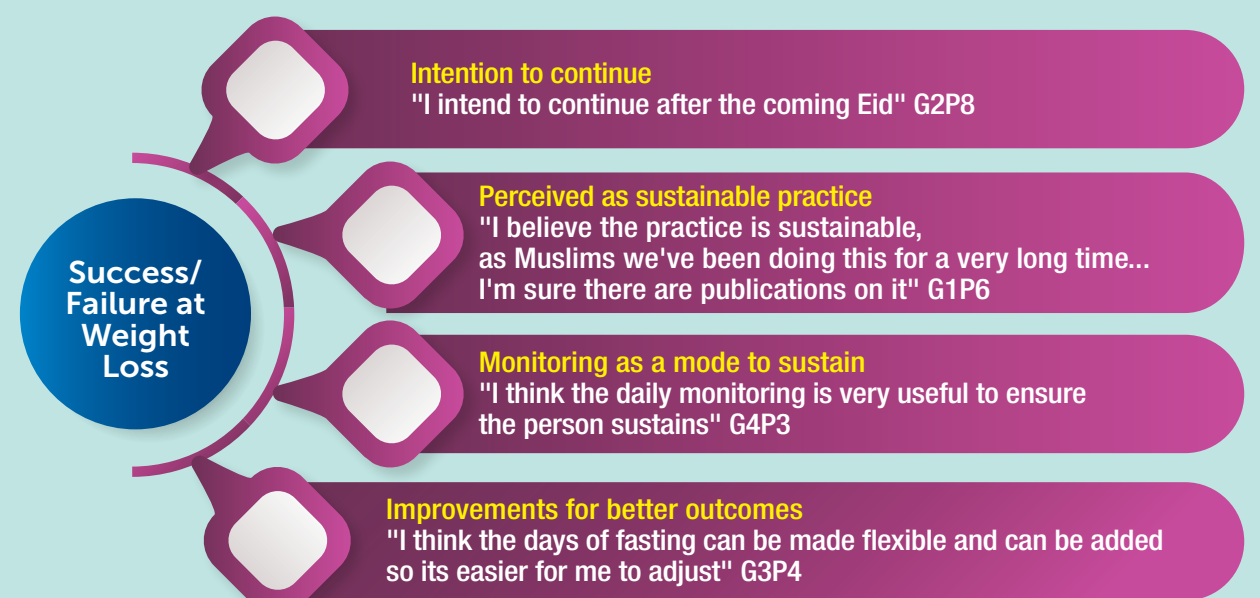 Success/
Failure at
Weight
Loss
Intention to continue
"I intend to continue after the coming Eid" G2P8
Perceived as sustainable practice
"I believe the practice is sustainable,
as Muslims we've been doing this for a very long time...
I'm sure there are publications on it" G1P6
Monitoring as a mode to sustain
"I think the daily monitoring is very useful to ensure
the person sustains" G4P3
Improvements for better outcomes
"I think the days of fasting can be made flexible and can be added
so its easier for me to adjust" G3P4